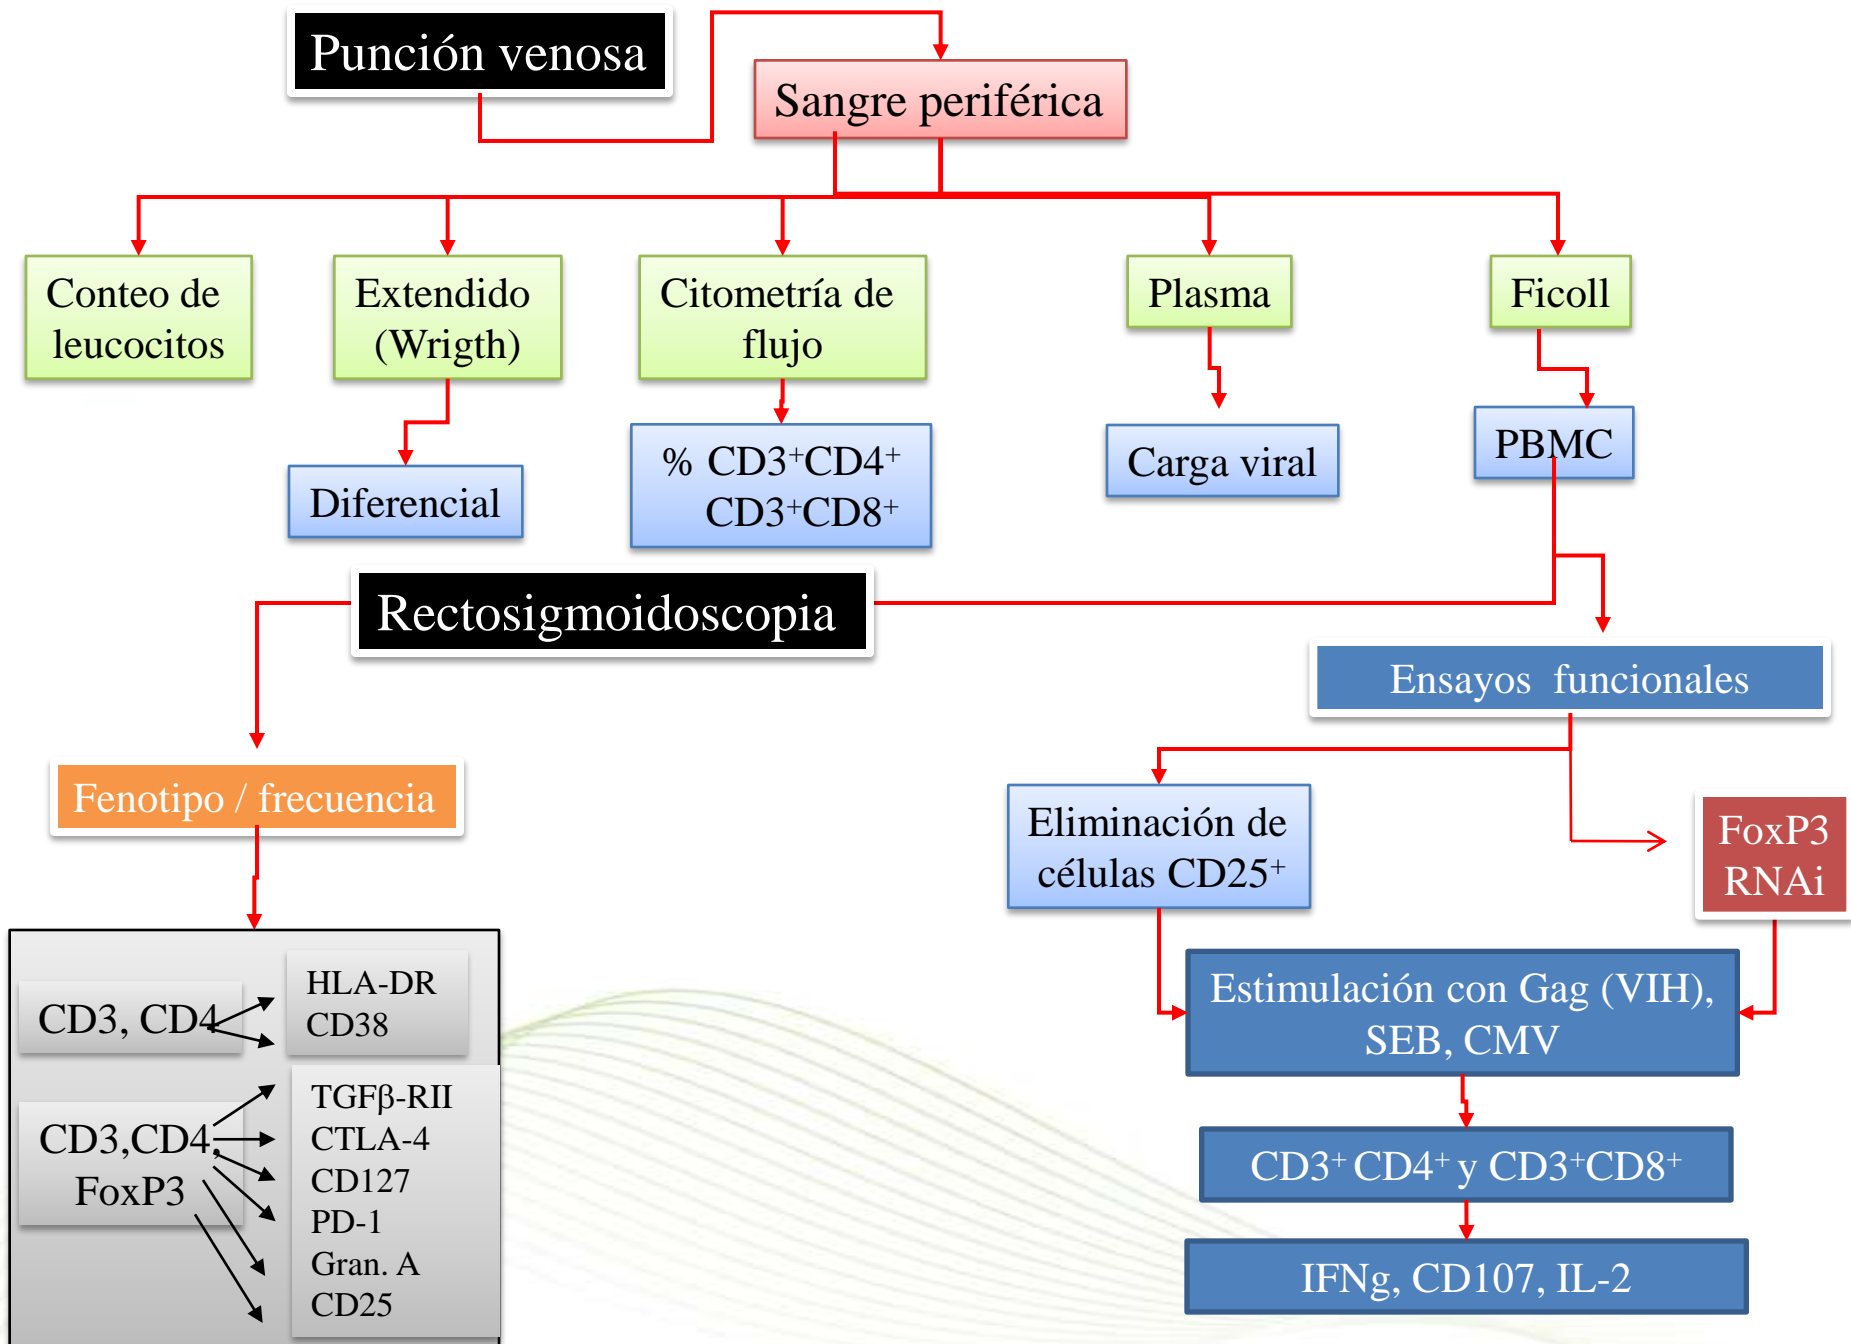 Punción venosa
Sangre periférica
Conteo de
leucocitos
Extendido
(Wrigth)
Citometría de
flujo
Plasma
Ficoll
Diferencial
% CD3⁺CD4⁺
CD3⁺CD8⁺
Carga viral
PBMC
Rectosigmoidoscopia
Ensayos funcionales
Fenotipo / frecuencia
Eliminación de
células CD25⁺
FoxP3
RNAi
CD3, CD4
HLA-DR
CD38
CD3,CD4,
FoxP3
TGFβ-RII
CTLA-4
CD127
PD-1
Gran. A
CD25
Estimulación con Gag (VIH),
SEB, CMV
CD3⁺ CD4⁺ y CD3⁺CD8⁺
IFNg, CD107, IL-2